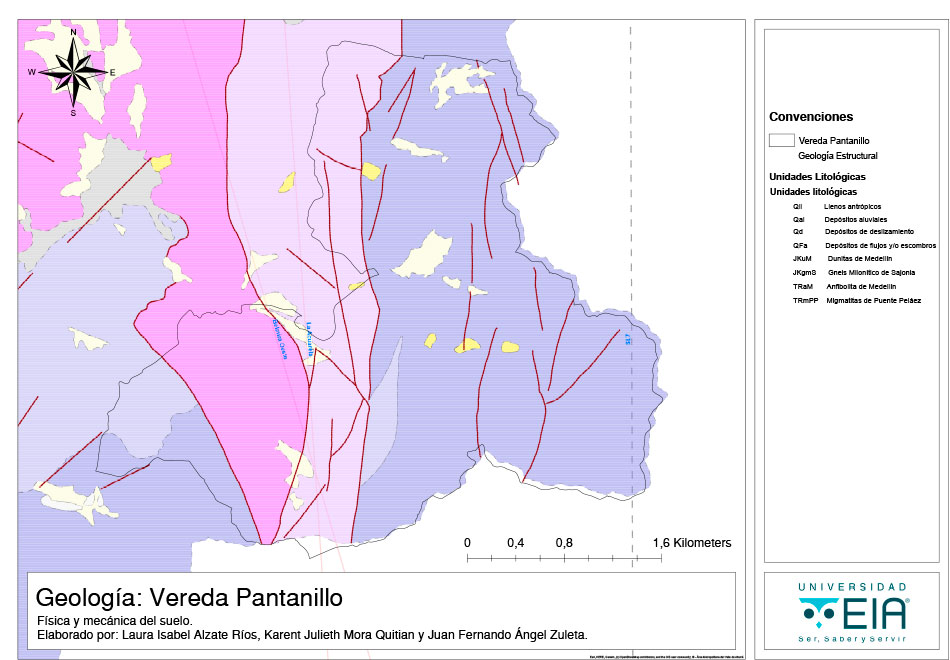 N
W
E
S
La Acuarela
SL7
0 0,4 0,8 1,6 Kilometers
Geología: Vereda Pantanillo
Física y mecánica del suelo.
Elaborado por: Laura Isabel Alzate Ríos, Karent Julieth Mora Quitian y Juan Fernando Ángel Zuleta.
Convenciones
Vereda Pantanillo
Geología Estructural
Unidades Litológicas
Unidades litológicas
Qll Llenos antrópicos
Qal Depósitos aluviales
Qd Depósitos de deslizamiento
QFa Depósitos de flujos y/o escombros
JKuM Dunitas de Medellín
JKgmS Gneis Milonítico de Sajonia
TRaM Anfibolita de Medellín
TRmPP Migmatitas de Puente Peláez
UNIVERSIDAD
EIA®
Ser, Saber y Servir